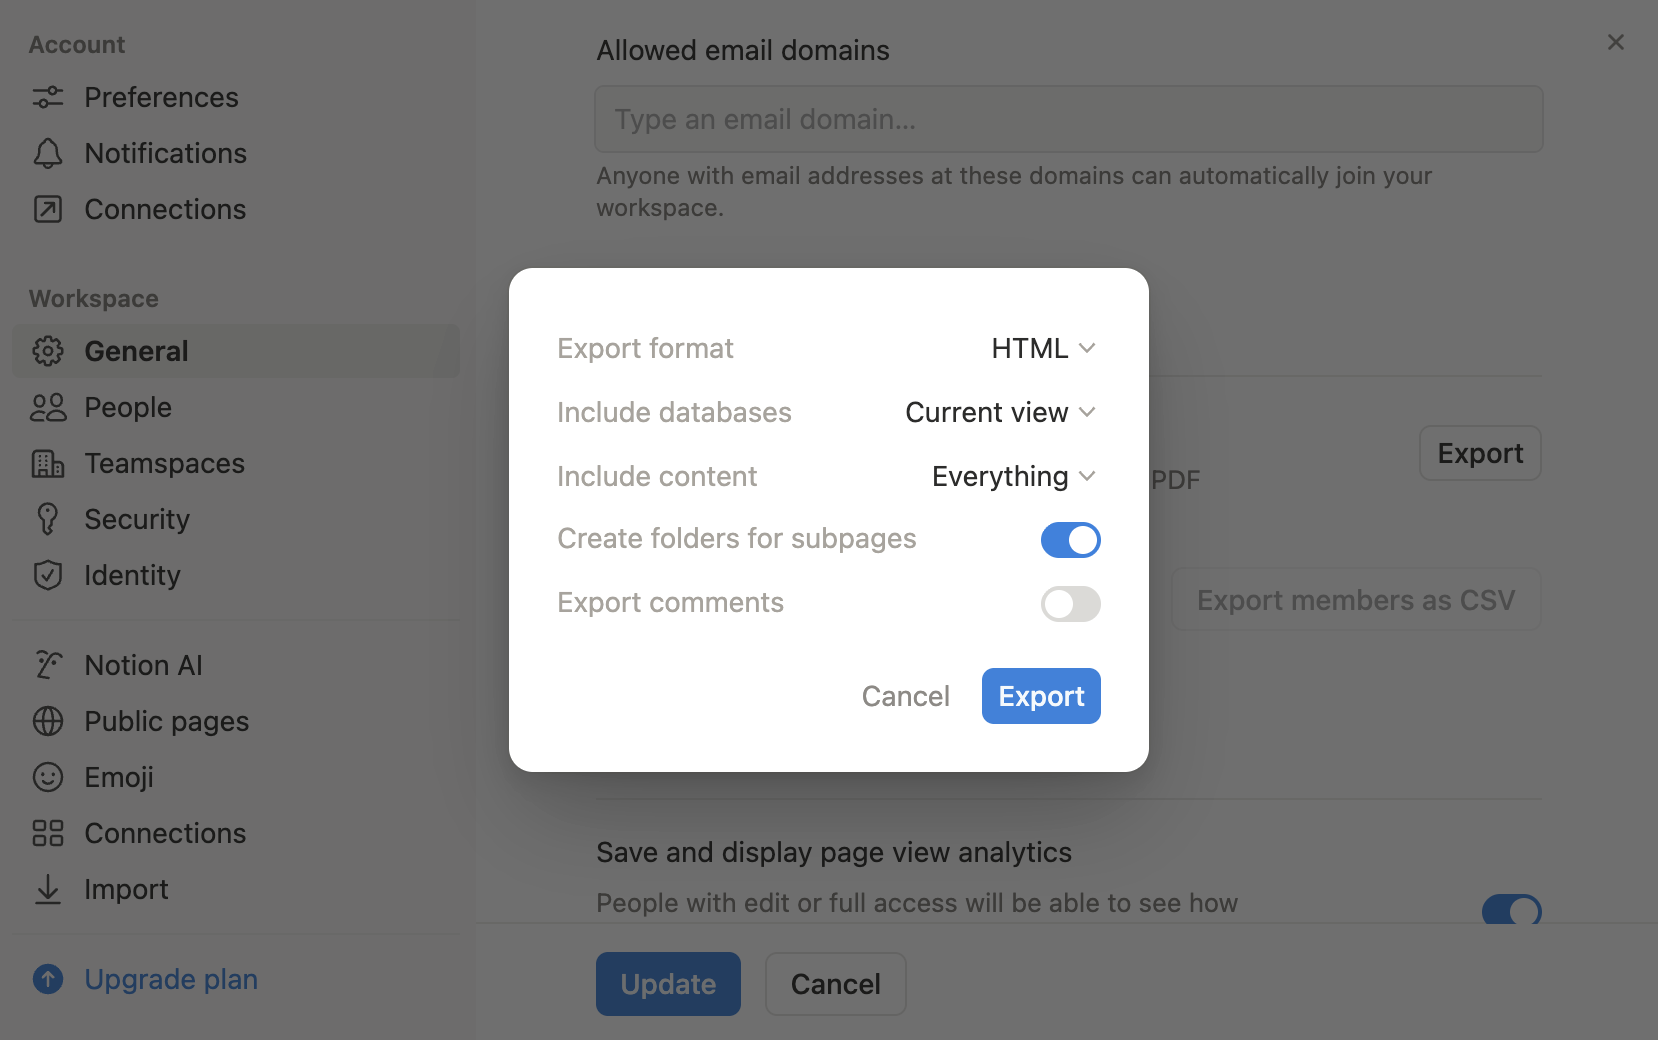 Account
Preferences
Notifications
Connections
Workspace
General
People
Teamspaces
Security
Identity
Notion AI
Public pages
Emoji
Connections
Import
Upgrade plan
Allowed email domains
Type an email domain...
Anyone with email addresses at these domains can automatically join your
workspace.
Export
PDF
Export members as CSV
Export format HTML
Include databases Current view
Include content Everything
Create folders for subpages
Export comments
Cancel Export
Save and display page view analytics
People with edit or full access will be able to see how
Update Cancel